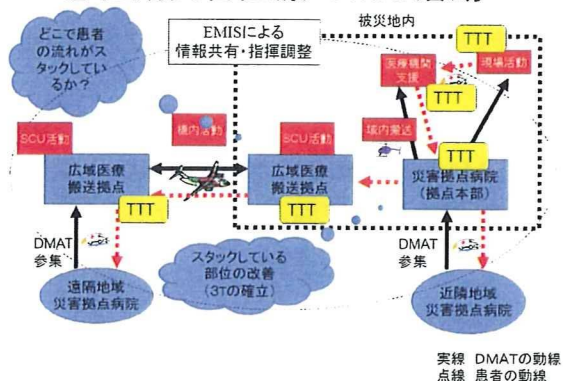 どこで患者
の流れがス
タックしてい
るか？
EMISによる
情報共有・指揮調整
被災地内
TTT
医療機関
支援
現場活動
TTT
SCU活動
機内活動
SCU活動
域内搬送
TTT
広域医療
搬送拠点
広域医療
搬送拠点
災害拠点病院
（拠点本部）
TTT
TTT
DMAT
参集
スタックしている
部位の改善
（3Tの確立）
DMAT
参集
遠隔地域
災害拠点病院
近隣地域
災害拠点病院
実線 DMATの動線
点線 患者の動線